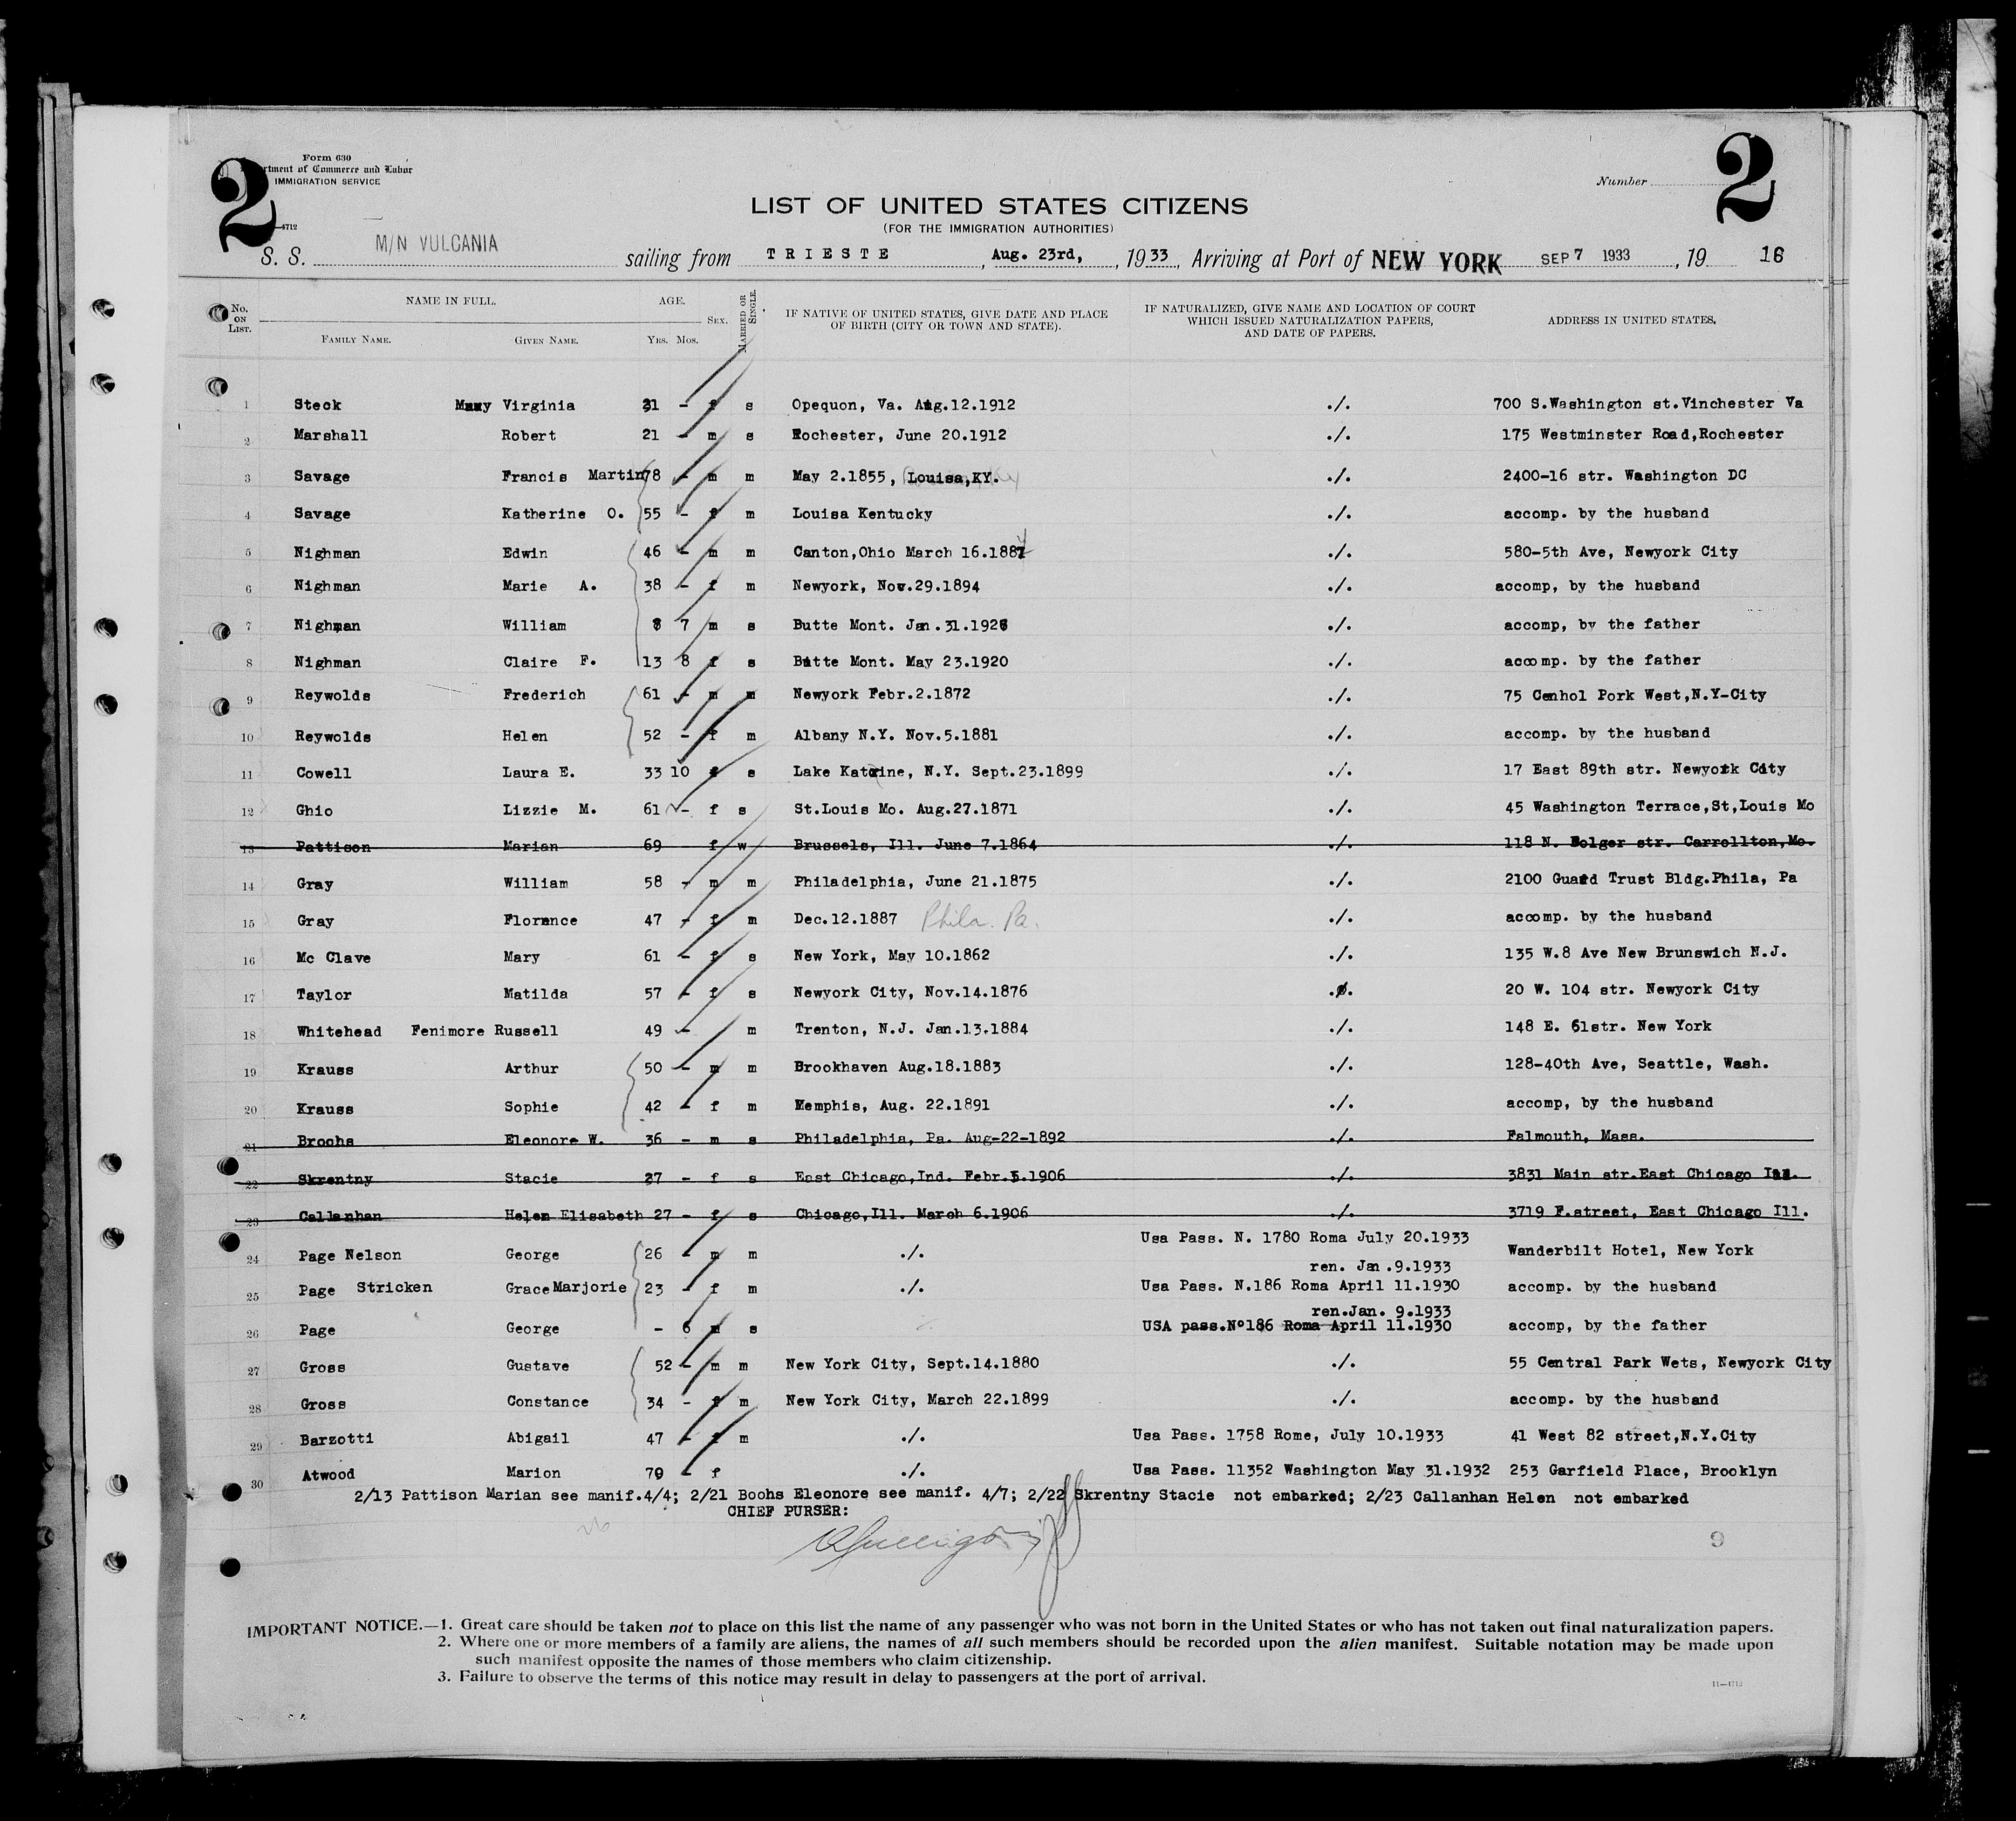 2
2
Form 630
rtment of Commerce and Labor
IMMIGRATION SERVICE
Number
LIST OF UNITED STATES CITIZENS
(FOR THE IMMIGRATION AUTHORITIES)
4712
S. S. M/N VULCANIA sailing from TRIESTE, Aug. 23rd, , 1933, Arriving at Port of NEW YORK SEP 7 1933, 19 16
No. ON LIST. NAME IN FULL. AGE. SEX. MARRIED OR SINGLE. IF NATIVE OF UNITED STATES, GIVE DATE AND PLACE OF BIRTH (CITY OR TOWN AND STATE). IF NATURALIZED, GIVE NAME AND LOCATION OF COURT WHICH ISSUED NATURALIZATION PAPERS, AND DATE OF PAPERS. ADDRESS IN UNITED STATES.
FAMILY NAME. GIVEN NAME. YRS. MOS.
1 Steck Mary Virginia 21 - f s Opequon, Va. Aug.12.1912 ./. 700 S.Washington st.Vinchester Va
2 Marshall Robert 21 - m s Rochester, June 20.1912 ./. 175 Westminster Road,Rochester
3 Savage Francis Martin 78 - m m May 2.1855, Louisa,KY. ./. 2400-16 str. Washington DC
4 Savage Katherine O. 55 - f m Louisa Kentucky ./. accomp. by the husband
5 Nighman Edwin 46 - m m Canton,Ohio March 16.1887 ./. 580-5th Ave, Newyork City
6 Nighman Marie A. 38 - f m Newyork, Nov.29.1894 ./. accomp, by the husband
7 Nighman William 8 7 m s Butte Mont. Jan.31.1926 ./. accomp, by the father
8 Nighman Claire F. 13 8 f s Butte Mont. May 23.1920 ./. accomp. by the father
9 Reywolds Frederich 61 - m m Newyork Febr.2.1872 ./. 75 Cenhol Pork West,N.Y-City
10 Reywolds Helen 52 - f m Albany N.Y. Nov.5.1881 ./. accomp. by the husband
11 Cowell Laura E. 33 10 f s Lake Katrine, N.Y. Sept.23.1899 ./. 17 East 89th str. Newyork City
12 Ghio Lizzie M. 61 - f s St.Louis Mo. Aug.27.1871 ./. 45 Washington Terrace,St,Louis Mo
13 Pattison Marian 69 f w Brussels, Ill. June 7.1864 ./. 118 N. Folger str. Carrollton,Mo.
14 Gray William 58 - m m Philadelphia, June 21.1875 ./. 2100 Guard Trust Bldg.Phila, Pa
15 Gray Florence 47 - f m Dec.12.1887 Phila. Pa. ./. accomp. by the husband
16 Mc Clave Mary 61 - f s New York, May 10.1862 ./. 135 W.8 Ave New Brunswich N.J.
17 Taylor Matilda 57 - f s Newyork City, Nov.14.1876 ./. 20 W. 104 str. Newyork City
18 Whitehead Fenimore Russell 49 - m Trenton, N.J. Jan.13.1884 ./. 148 E. 61str. New York
19 Krauss Arthur 50 - m m Brookhaven Aug.18.1883 ./. 128-40th Ave, Seattle, Wash.
20 Krauss Sophie 42 - f m Memphis, Aug. 22.1891 ./. accomp, by the husband
21 Broohs Eleonore W. 36 - m s Philadelphia, Pa. Aug-22-1892 ./. Falmouth, Mass.
22 Skrentny Stacie 27 - f s East Chicago,Ind. Febr.5.1906 ./. 3831 Main str.East Chicago
23 Callanhan Helen Elisabeth 27 - f s Chicago,Ill. March 6.1906 ./. 3719 F.street, East Chicago Ill.
24 Page Nelson George 26 - m m ./. Usa Pass. N. 1780 Roma July 20.1933 Wanderbilt Hotel, New York
ren. Jan.9.1933
25 Page Stricken Grace Marjorie 23 - f m ./. Usa Pass. N.186 Roma April 11.1930 accomp. by the husband
ren.Jan. 9.1933
26 Page George - 6 m s USA pass.No186 Roma April 11.1930 accomp, by the father
27 Gross Gustave 52 - m m New York City, Sept.14.1880 ./. 55 Central Park Wets, Newyork City
28 Gross Constance 34 - f m New York City, March 22.1899 ./. accomp. by the husband
29 Barzotti Abigail 47 - f m ./. Usa Pass. 1758 Rome, July 10.1933 41 West 82 street,N.Y.City
30 Atwood Marion 70 - f ./. Usa Pass. 11352 Washington May 31.1932 253 Garfield Place, Brooklyn
2/13 Pattison Marian see manif.4/4; 2/21 Boohs Eleonore see manif. 4/7; 2/22 Skrentny Stacie not embarked; 2/23 Callanhan Helen not embarked
CHIEF PURSER:
9
IMPORTANT NOTICE.—1. Great care should be taken not to place on this list the name of any passenger who was not born in the United States or who has not taken out final naturalization papers.
2. Where one or more members of a family are aliens, the names of all such members should be recorded upon the alien manifest. Suitable notation may be made upon
such manifest opposite the names of those members who claim citizenship.
3. Failure to observe the terms of this notice may result in delay to passengers at the port of arrival.
11—4712